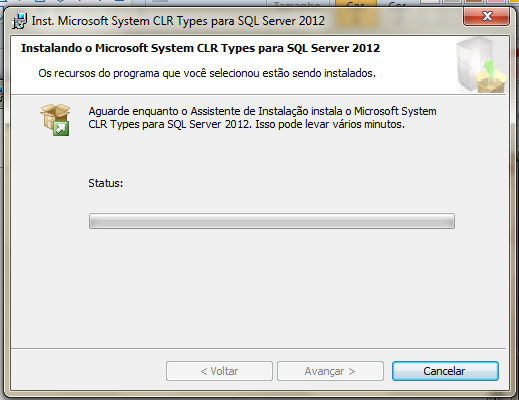 Inst. Microsoft System CLR Types para SQL Server 2012
Instalando o Microsoft System CLR Types para SQL Server 2012
Os recursos do programa que você selecionou estão sendo instalados.
Aguarde enquanto o Assistente de Instalação instala o Microsoft System
CLR Types para SQL Server 2012. Isso pode levar vários minutos.
Status:
< Voltar
Avançar >
Cancelar